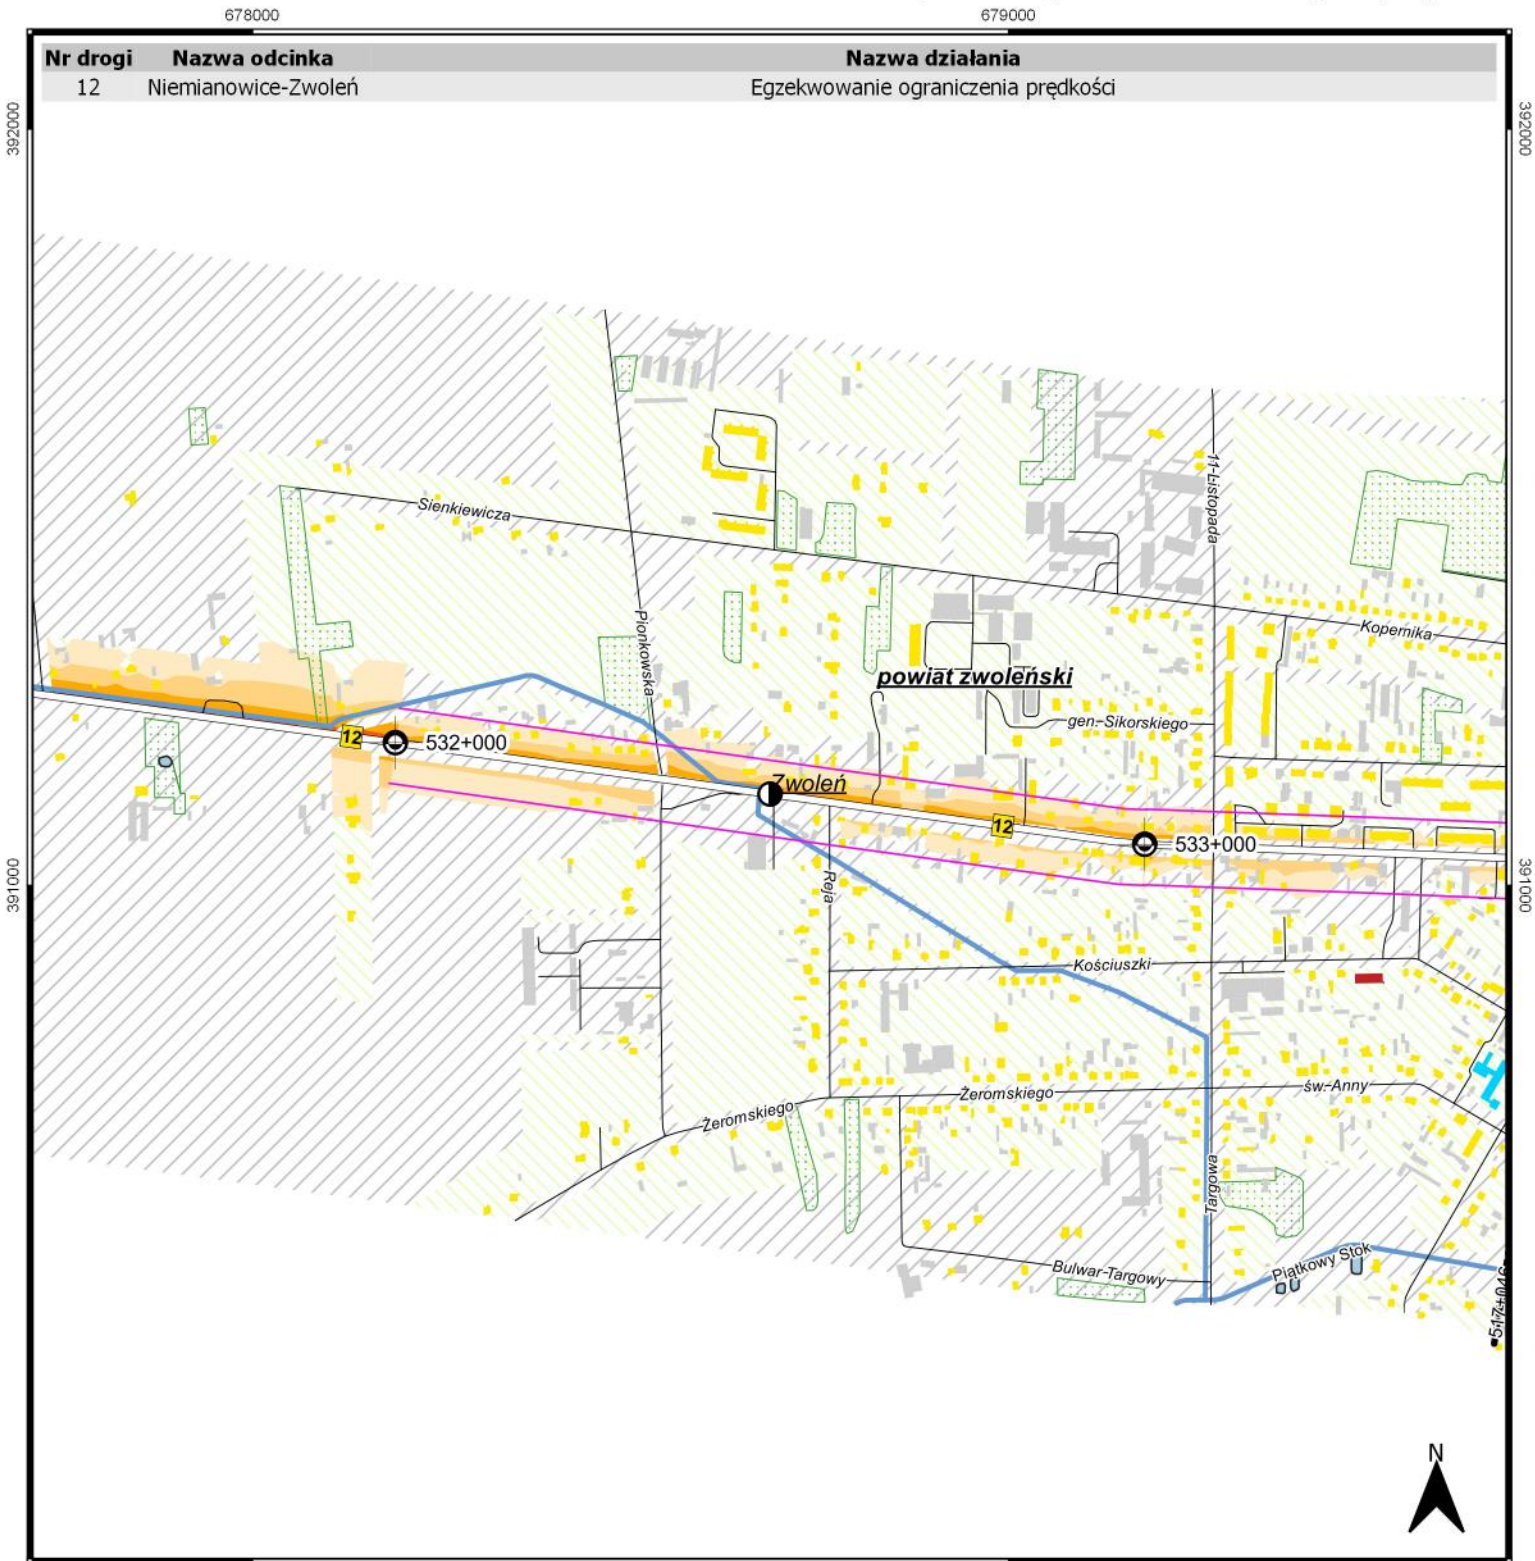 678000 679000
Nr drogi Nazwa odcinka Nazwa działania
12 Niemianowice-Zwoleń Egzekwowanie ograniczenia prędkości
392000
392000
11-Listopada
Sienkiewicza
Kopernika
Pionkowska
powiat zwoleński
gen.-Sikorskiego
12
532+000
Zwoleń
12
533+000
391000
391000
Reja
Kościuszki
św.-Anny
Żeromskiego
Żeromskiego
Targowa
Piątkowy Stok
Bulwar-Targowy
517+046
N